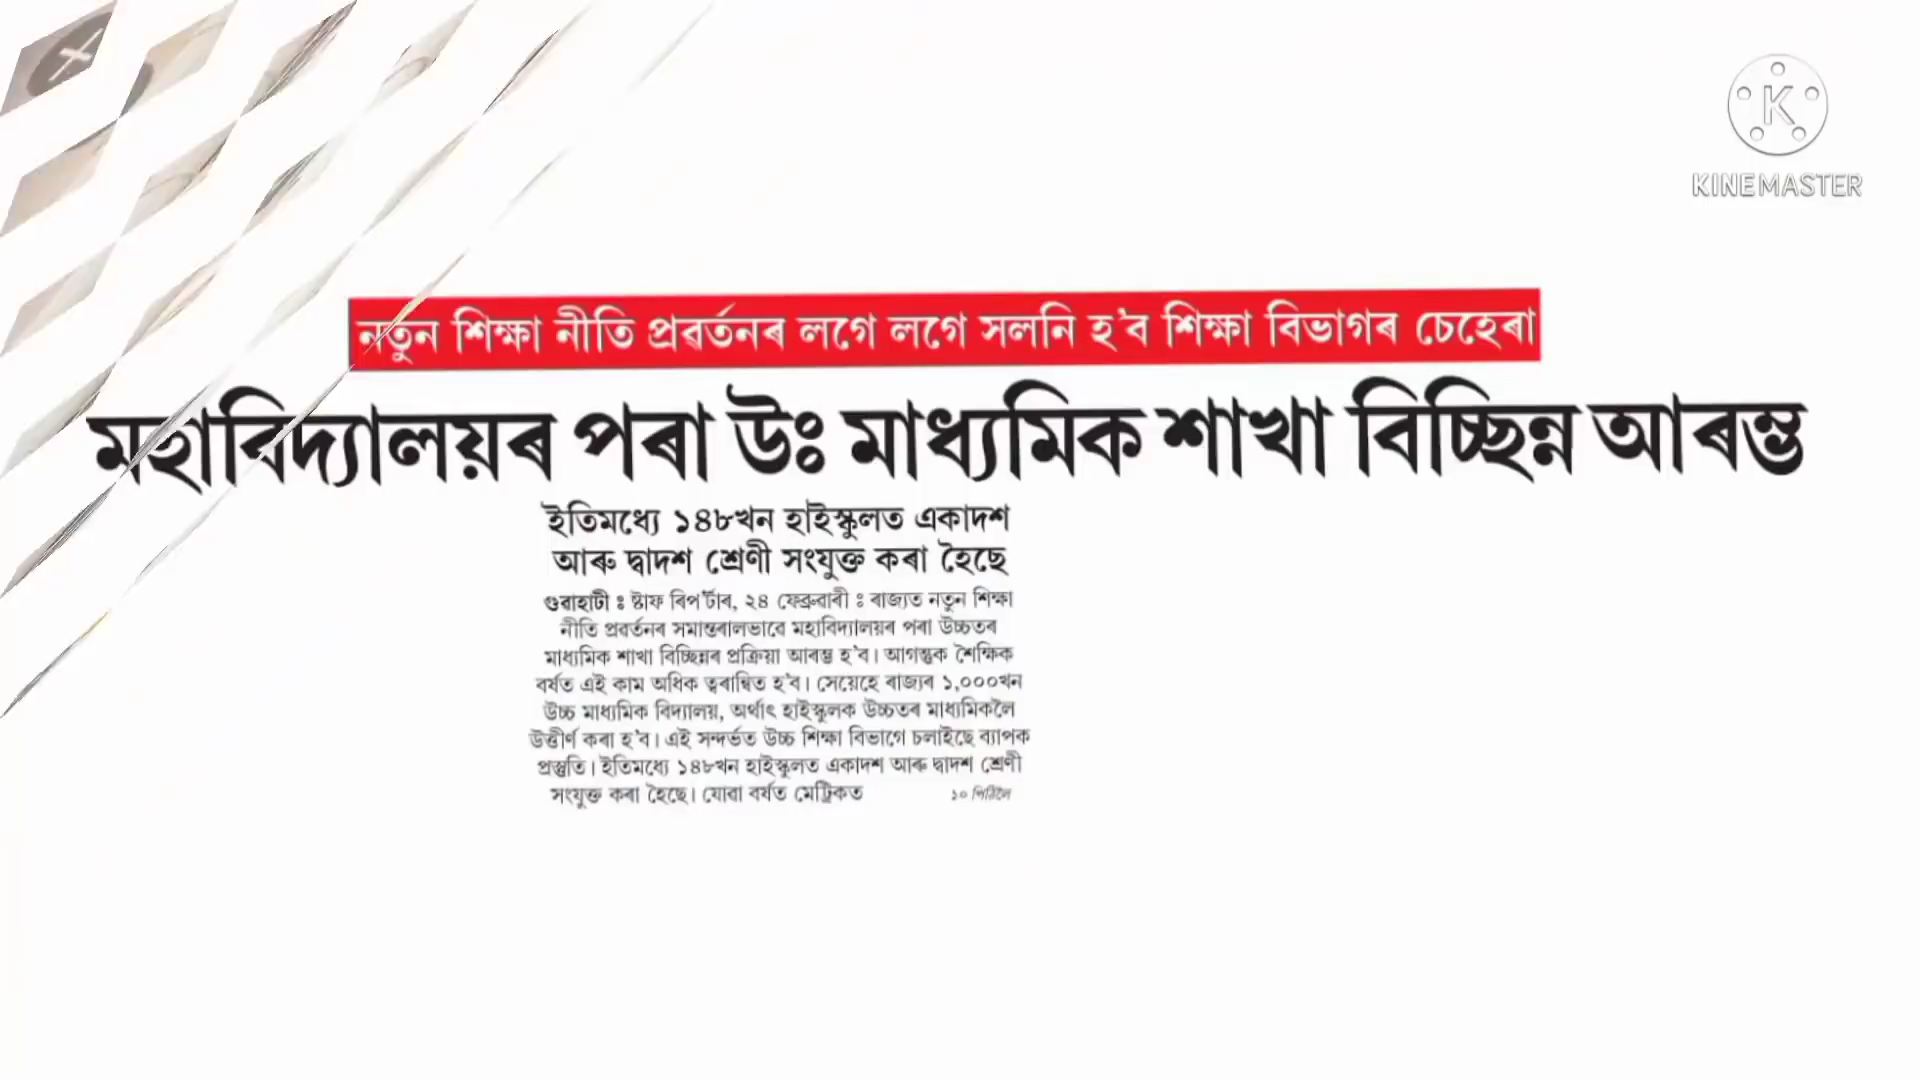 KINEMASTER
নতুন শিক্ষা নীতি প্ৰৱৰ্তনৰ লগে লগে সলনি হ'ব শিক্ষা বিভাগৰ চেহেৰা
মহাবিদ্যালয়ৰ পৰা উঃ মাধ্যমিক শাখা বিচ্ছিন্ন আৰম্ভ
ইতিমধ্যে ১৪৮খন হাইস্কুলত একাদশ
আৰু দ্বাদশ শ্ৰেণী সংযুক্ত কৰা হৈছে
গুৱাহাটী ঃ ষ্টাফ ৰিপ'ৰ্টাৰ, ২৪ ফেব্ৰুৱাৰী ঃ ৰাজ্যত নতুন শিক্ষা
নীতি প্ৰৱৰ্তনৰ সমান্তৰালভাৱে মহাবিদ্যালয়ৰ পৰা উচ্চতৰ
মাধ্যমিক শাখা বিচ্ছিন্নৰ প্ৰক্ৰিয়া আৰম্ভ হ'ব। আগন্তুক শৈক্ষিক
বৰ্ষত এই কাম অধিক ত্বৰান্বিত হ'ব। সেয়েহে ৰাজ্যৰ ১,০০০খন
উচ্চ মাধ্যমিক বিদ্যালয়, অৰ্থাৎ হাইস্কুলক উচ্চতৰ মাধ্যমিকলৈ
উত্তীৰ্ণ কৰা হ'ব। এই সন্দৰ্ভত উচ্চ শিক্ষা বিভাগে চলাইছে ব্যাপক
প্ৰস্তুতি। ইতিমধ্যে ১৪৮খন হাইস্কুলত একাদশ আৰু দ্বাদশ শ্ৰেণী
সংযুক্ত কৰা হৈছে। যোৱা বৰ্ষত মেট্ৰিকত ১০ পিঠিলৈ